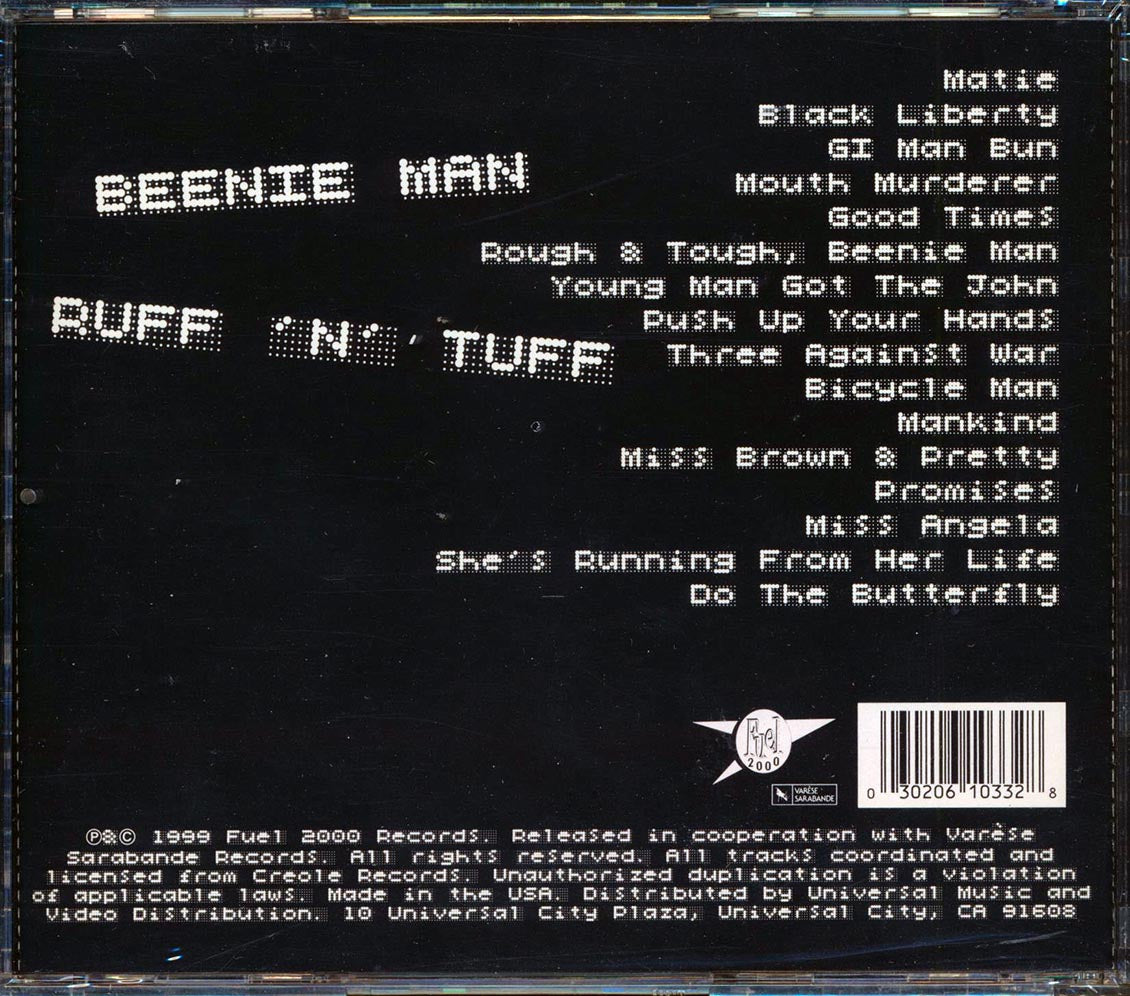 BEENIE MAN
RUFF 'N' TUFF
Matie
Black Liberty
GI Man Bun
Mouth Murderer
Good Times
Rough & Tough, Beenie Man
Young Man Got The John
Push Up Your Hands
Three Against War
Bicycle Man
Mankind
Miss Brown & Pretty
Promises
Miss Angela
She's Running From Her Life
Do The Butterfly
Fuel
2000
VARÈSE
SARABANDE
0 30206 10332 8
℗&© 1999 Fuel 2000 Records. Released in cooperation with Varèse
Sarabande Records. All rights reserved. All tracks coordinated and
licensed from Creole Records. Unauthorized duplication is a violation
of applicable laws. Made in the USA. Distributed by Universal Music and
Video Distribution. 10 Universal City Plaza, Universal City, CA 91608